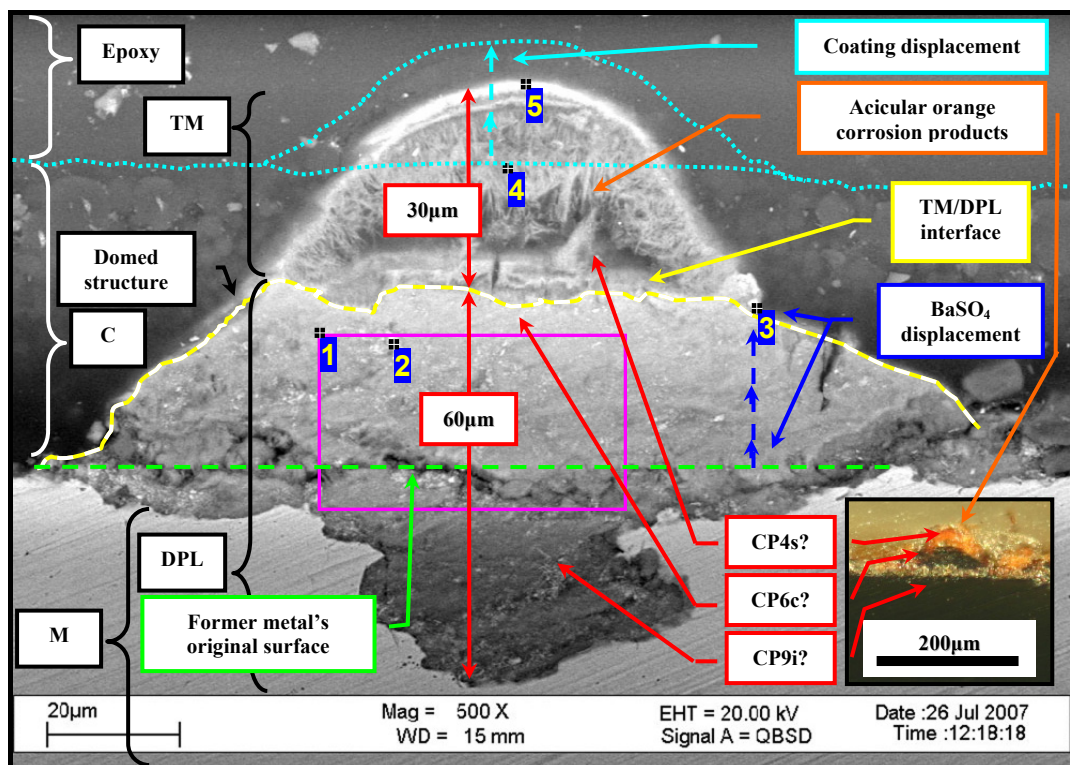 Epoxy
TM
Domed
structure
C
DPL
M
Former metal's
original surface
Coating displacement
Acicular orange
corrosion products
TM/DPL
interface
BaSO₄
displacement
5
4
30µm
3
1
2
60µm
CP4s?
CP6c?
CP9i?
200µm
20µm
Mag = 500 X
WD = 15 mm
EHT = 20.00 kV
Signal A = QBSD
Date :26 Jul 2007
Time :12:18:18